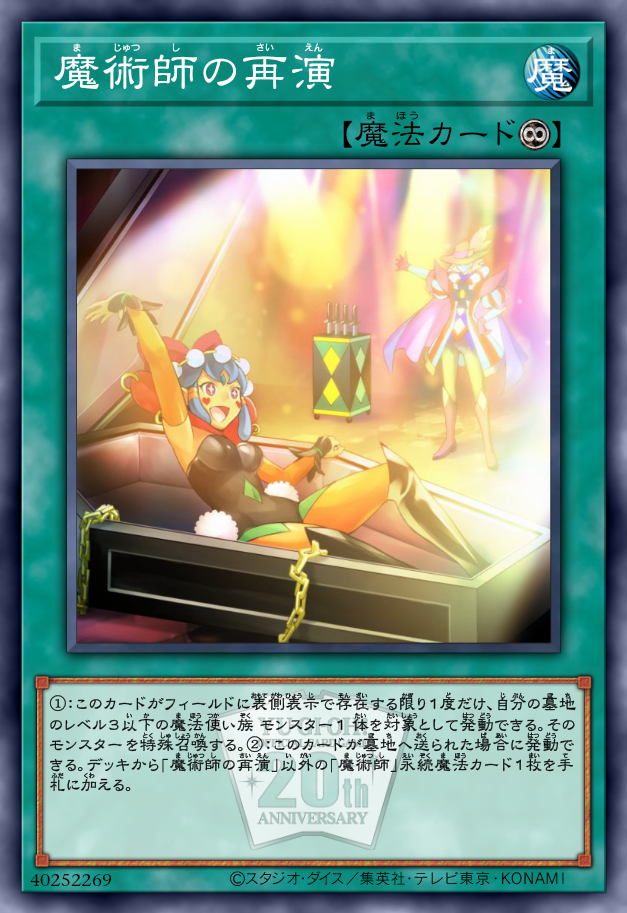 魔術師の再演
魔
【魔法カード】
①：このカードがフィールドに表側表示で存在する限り１度だけ、自分の墓地
のレベル３以下の魔法使い族 モンスター１ 体を対象として発動できる。その
モンスターを特殊召喚する。②：このカードが墓地へ送られた場合に発動で
きる。デッキから「魔術師の再演」以外の「魔術師」永続魔法カード１枚を手
札に加える。
YU-GI-OH!
20th
ANNIVERSARY
40252269
©スタジオ・ダイス／集英社・テレビ東京・KONAMI